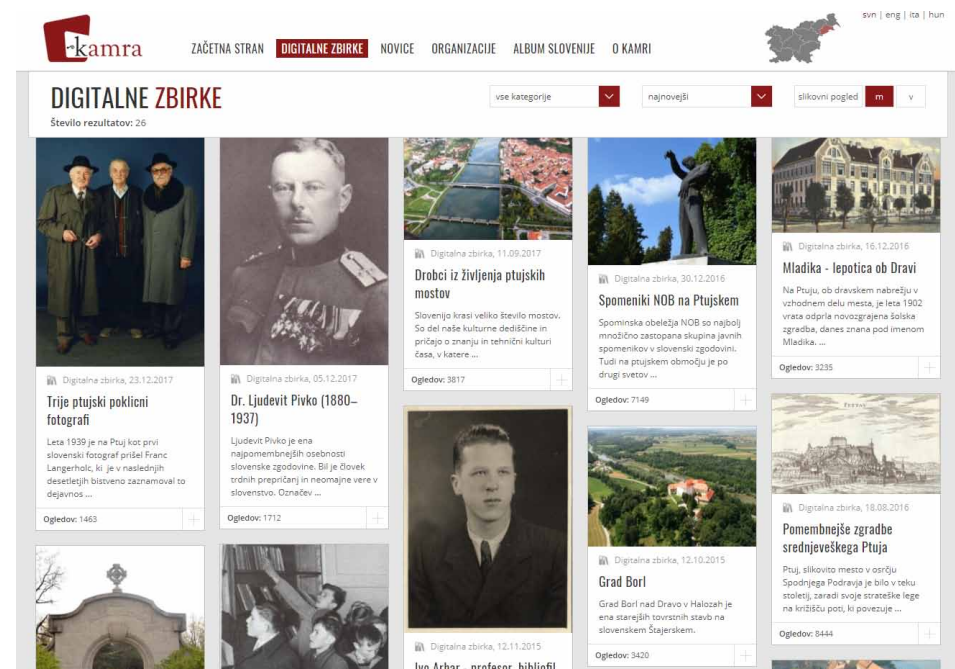 svn | eng | ita | hun
kamra
ZAČETNA STRAN DIGITALNE ZBIRKE NOVICE ORGANIZACIJE ALBUM SLOVENIJE O KAMRI
DIGITALNE ZBIRKE
vse kategorije
najnovejši
slikovni pogled m v
Število rezultatov: 26
Digitalna zbirka, 23.12.2017
Trije ptujski poklicni
fotografi
Leta 1939 je na Ptuj kot prvi
slovenski fotograf prišel Franc
Langerholc, ki je v naslednjih
desetletjih bistveno zaznamoval to
dejavnos ...
Ogledov: 1463
Digitalna zbirka, 05.12.2017
Dr. Ljudevit Pivko (1880–
1937)
Ljudevit Pivko je ena
najpomembnejših osebnosti
slovenske zgodovine. Bil je človek
trdnih prepričanj in neomajne vere v
slovenstvo. Označev ...
Ogledov: 1712
Digitalna zbirka, 11.09.2017
Drobci iz življenja ptujskih
mostov
Slovenijo krasi veliko število mostov.
So del naše kulturne dediščine in
pričajo o znanju in tehnični kulturi
časa, v katere ...
Ogledov: 3817
Digitalna zbirka, 12.11.2015
Ivo Arhar - profesor, bibliofil
Digitalna zbirka, 30.12.2016
Spomeniki NOB na Ptujskem
Spominska obeležja NOB so najbolj
množično zastopana skupina javnih
spomenikov v slovenski zgodovini.
Tudi na ptujskem območju je po
drugi svetov ...
Ogledov: 7149
Digitalna zbirka, 12.10.2015
Grad Borl
Grad Borl nad Dravo v Halozah je
ena starejših tovrstnih stavb na
slovenskem Štajerskem.
Ogledov: 3420
Digitalna zbirka, 16.12.2016
Mladika - lepotica ob Dravi
Na Ptuju, ob dravskem nabrežju v
vzhodnem delu mesta, je leta 1902
vrata odprla novozgrajena šolska
zgradba, danes znana pod imenom
Mladika. ...
Ogledov: 3235
Digitalna zbirka, 18.08.2016
Pomembnejše zgradbe
srednjeveškega Ptuja
Ptuj, slikovito mesto v osrčju
Spodnjega Podravja je bilo v teku
stoletij, zaradi svoje strateške lege
na križišču poti, ki povezuje ...
Ogledov: 8444